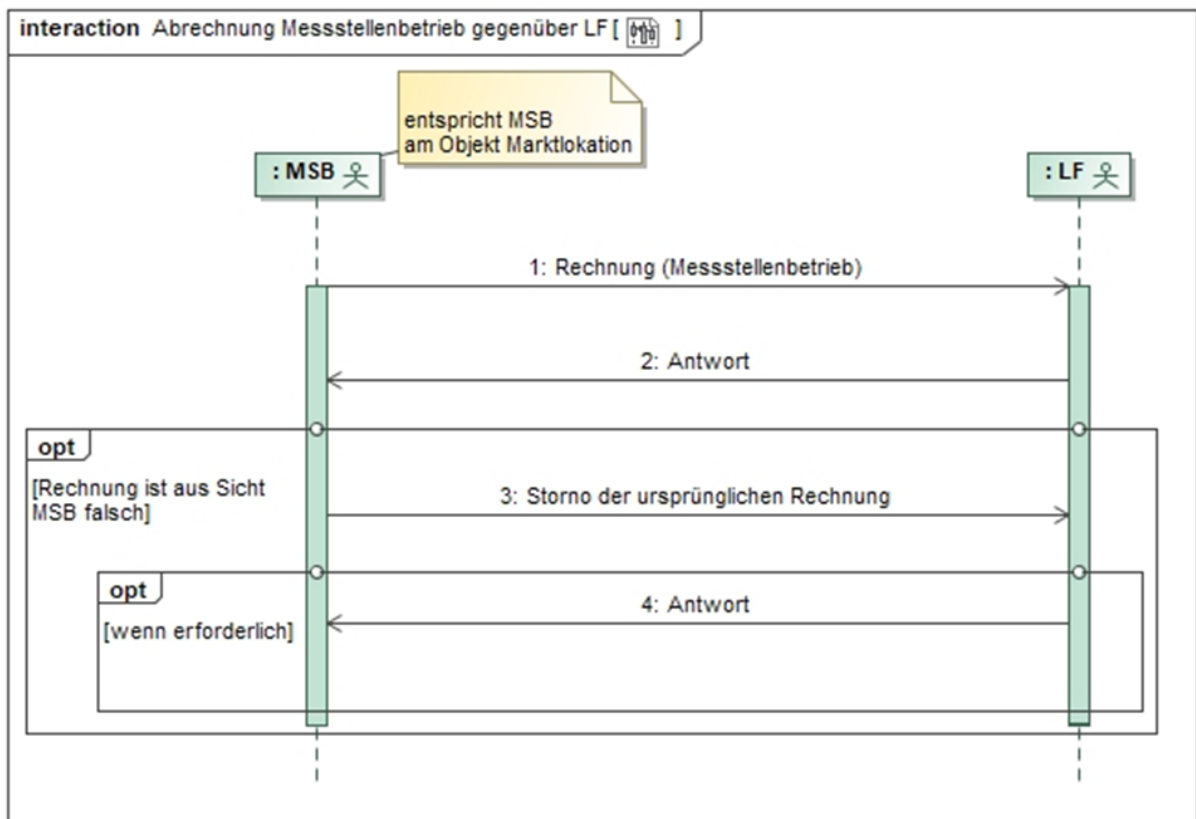 interaction Abrechnung Messstellenbetrieb gegenüber LF [ ]
entspricht MSB
am Objekt Marktlokation
: MSB
: LF
1: Rechnung (Messstellenbetrieb)
2: Antwort
opt
[Rechnung ist aus Sicht
MSB falsch]
3: Storno der ursprünglichen Rechnung
opt
[wenn erforderlich]
4: Antwort